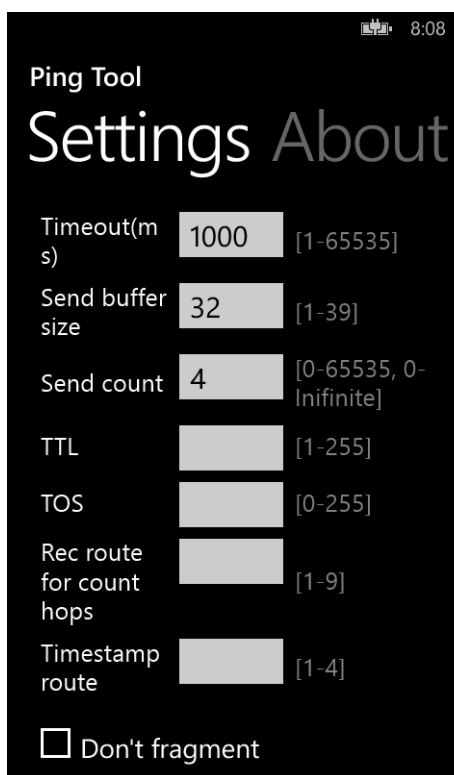 8:08
Ping Tool
Settings About
Timeout(m
s)
1000
[1-65535]
Send buffer
size
32
[1-39]
Send count
4
[0-65535, 0-
Inifinite]
TTL
[1-255]
TOS
[0-255]
Rec route
for count
hops
[1-9]
Timestamp
route
[1-4]
Don't fragment